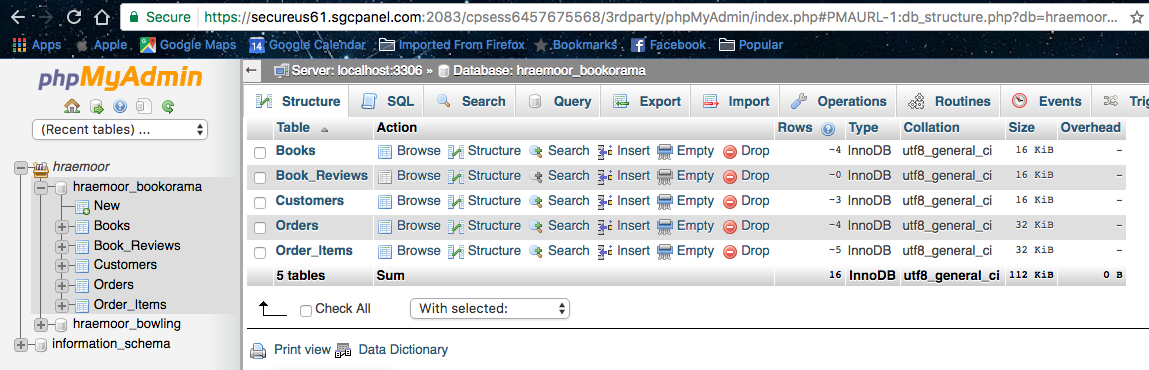 Secure https://secureus61.sgcpanel.com:2083/cpsess6457675568/3rdparty/phpMyAdmin/index.php#PMAURL-1:db_structure.php?db=hraemoor...
Apps Apple Google Maps 14 Google Calendar Imported From Firefox Bookmarks Facebook Popular
phpMyAdmin
(Recent tables) ...
hraemoor
hraemoor_bookorama
New
Books
Book_Reviews
Customers
Orders
Order_Items
hraemoor_bowling
information_schema
Server: localhost:3306 » Database: hraemoor_bookorama
Structure SQL Search Query Export Import Operations Routines Events Trig
Table Action Rows Type Collation Size Overhead
Books Browse Structure Search Insert Empty Drop ~4 InnoDB utf8_general_ci 16 KiB -
Book_Reviews Browse Structure Search Insert Empty Drop ~0 InnoDB utf8_general_ci 16 KiB -
Customers Browse Structure Search Insert Empty Drop ~3 InnoDB utf8_general_ci 16 KiB -
Orders Browse Structure Search Insert Empty Drop ~4 InnoDB utf8_general_ci 32 KiB -
Order_Items Browse Structure Search Insert Empty Drop ~5 InnoDB utf8_general_ci 32 KiB -
5 tables Sum 16 InnoDB utf8_general_ci 112 KiB 0 B
Check All With selected:
Print view Data Dictionary